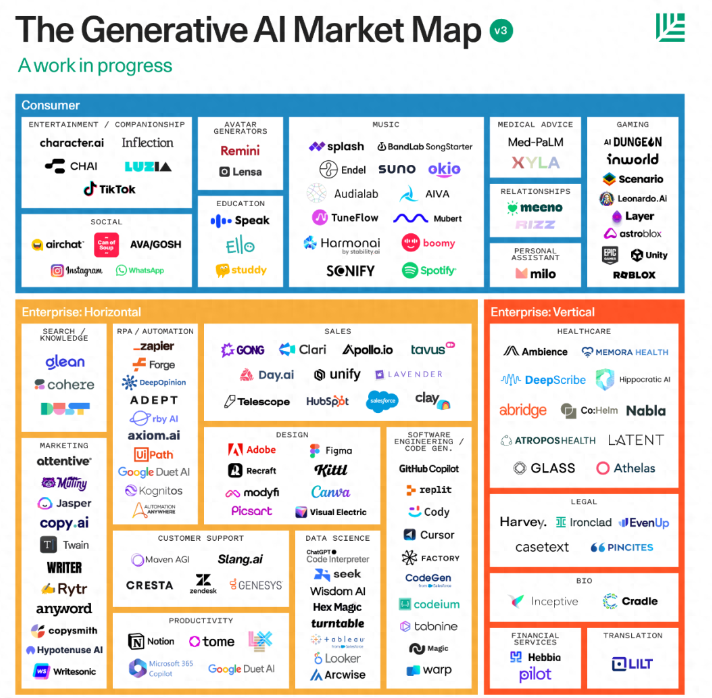 The Generative AI Market Map v3
A work in progress
Consumer
ENTERTAINMENT / COMPANIONSHIP
character.ai Inflection
CHAI LUZIA
TikTok
SOCIAL
airchat Can of Soup AVA/GOSH
Instagram WhatsApp
AVATAR
GENERATORS
Remini
Lensa
EDUCATION
Speak
Ello
studdy
MUSIC
splash BandLab SongStarter
Endel suno okio
Audialab AIVA
TuneFlow Mubert
Harmonai boomy
by stability.ai
SONIFY Spotify
MEDICAL ADVICE
Med-PaLM
XYLA
RELATIONSHIPS
meeno
RIZZ
PERSONAL
ASSISTANT
milo
GAMING
AI DUNGEON
inworld
Scenario
Leonardo.Ai
Layer
astroblox
EPIC GAMES Unity
ROBLOX
Enterprise: Horizontal
SEARCH /
KNOWLEDGE
glean
cohere
DUST
MARKETING
attentive
Mutiny
Jasper
copy.ai
Twain
WRITER
Rytr
anyword
copysmith
Hypotenuse AI
WS Writesonic
RPA / AUTOMATION
zapier
Forge
DeepOpinion
ADEPT
rby AI
axiom.ai
UiPath
Google Duet AI
Kognitos
AUTOMATION
ANYWHERE
SALES
GONG Clari Apollo.io tavus
Day.ai unify LAVENDER
Telescope HubSpot salesforce clay
DESIGN
Adobe Figma
Recraft Kittl
modyfi Canva
Picsart Visual Electric
SOFTWARE
ENGINEERING /
CODE GEN.
GitHub Copilot
replit
Cody
Cursor
FACTORY
CodeGen
from salesforce
codeium
tabnine
Magic
warp
CUSTOMER SUPPORT
Maven AGI Slang.ai
CRESTA zendesk GENESYS
PRODUCTIVITY
Notion tome
Microsoft 365
Copilot
Google Duet AI
DATA SCIENCE
ChatGPT
Code Interpreter
seek
Wisdom AI
Hex Magic
turntable
+tableau
from salesforce
Looker
Arcwise
Enterprise: Vertical
HEALTHCARE
Ambience MEMORA HEALTH
DeepScribe Hippocratic AI
abridge Co:Helm Nabla
ATROPOSHEALTH LATENT
GLASS Athelas
LEGAL
Harvey. Ironclad EvenUp
casetext PINCITES
BIO
Inceptive Cradle
FINANCIAL
SERVICES
Hebbia
pilot
TRANSLATION
LILT